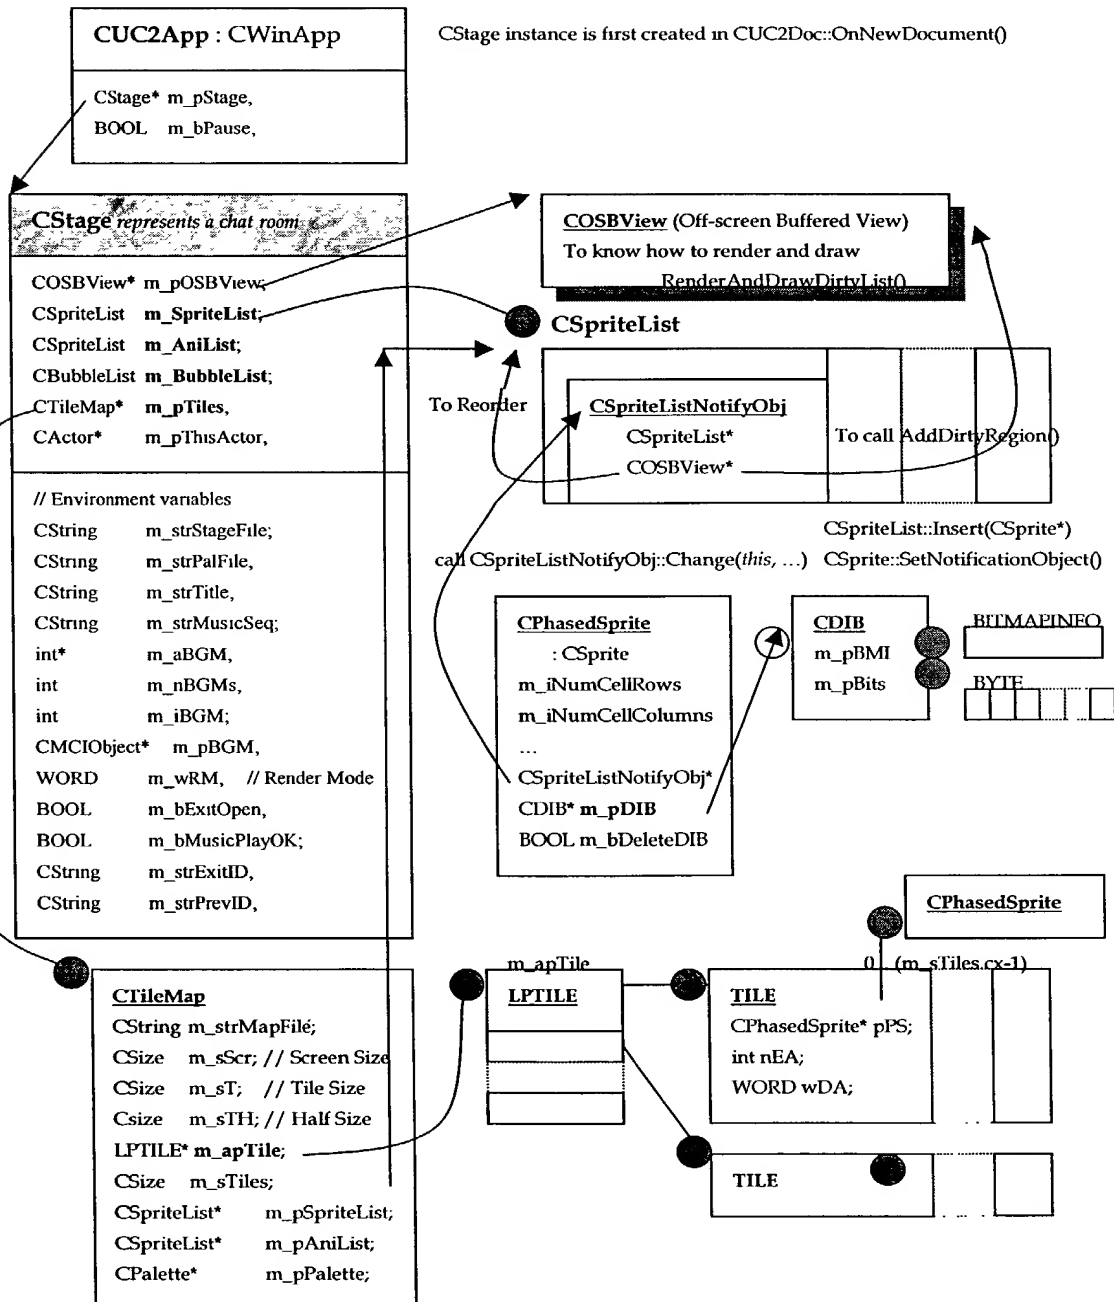 CUC2App : CWinApp
CStage* m_pStage,
BOOL m_bPause,
CStage instance is first created in CUC2Doc::OnNewDocument()
CStage represents a chat room
COSBView* m_pOSBView;
CSpriteList m_SpriteList;
CSpriteList m_AniList;
CBubbleList m_BubbleList;
CTileMap* m_pTiles,
CActor* m_pThisActor,
// Environment variables
CString m_strStageFile;
CString m_strPalFile,
CString m_strTitle,
CString m_strMusicSeq;
int* m_aBGM,
int m_nBGMs,
int m_iBGM;
CMCIObject* m_pBGM,
WORD m_wRM, // Render Mode
BOOL m_bExitOpen,
BOOL m_bMusicPlayOK;
CString m_strExitID,
CString m_strPrevID,
COSBView (Off-screen Buffered View)
To know how to render and draw
RenderAndDrawDirtyList()
CSpriteList
To Reorder
CSpriteListNotifyObj
CSpriteList*
COSBView*
To call AddDirtyRegion()
CSpriteList::Insert(CSprite*)
call CSpriteListNotifyObj::Change(this, ...)
CSprite::SetNotificationObject()
CPhasedSprite
: CSprite
m_iNumCellRows
m_iNumCellColumns
...
CSpriteListNotifyObj*
CDIB* m_pDIB
BOOL m_bDeleteDIB
CDIB
m_pBMI
m_pBits
BITMAPINFO
BYTE
CPhasedSprite
CTileMap
CString m_strMapFile;
CSize m_sScr; // Screen Size
CSize m_sT; // Tile Size
Csize m_sTH; // Half Size
LPTILE* m_apTile;
CSize m_sTiles;
CSpriteList* m_pSpriteList;
CSpriteList* m_pAniList;
CPalette* m_pPalette;
m_apTile
LPTILE
0 . (m_sTiles.cx-1)
TILE
CPhasedSprite* pPS;
int nEA;
WORD wDA;
TILE